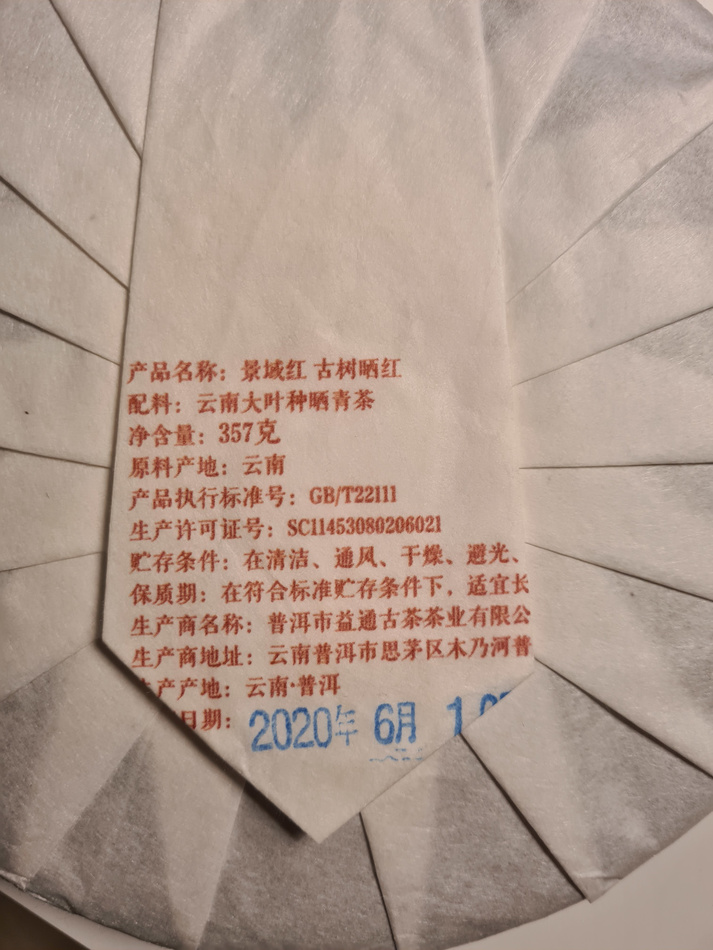 产品名称：景域红 古树晒红
配料：云南大叶种晒青茶
净含量：357克
原料产地：云南
产品执行标准号：GB/T22111
生产许可证号：SC11453080206021
贮存条件：在清洁、通风、干燥、避光、
保质期：在符合标准贮存条件下，适宜长
生产商名称：普洱市益通古茶茶业有限公
生产商地址：云南普洱市思茅区木乃河普
生产产地：云南·普洱
日期：2020年 6月 1